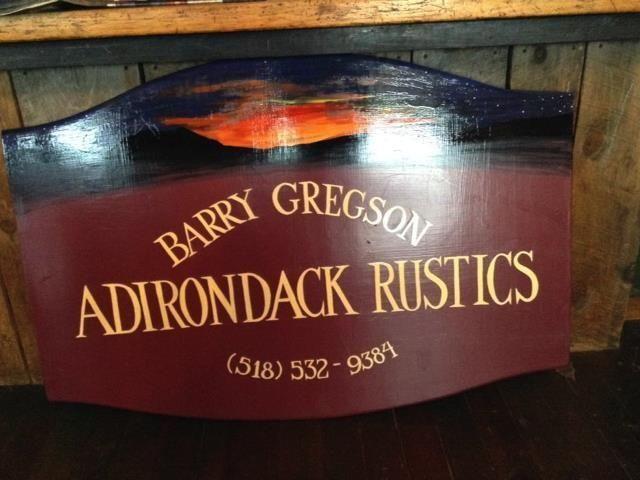 BARRY GREGSON
ADIRONDACK RUSTICS
(518) 532-9384